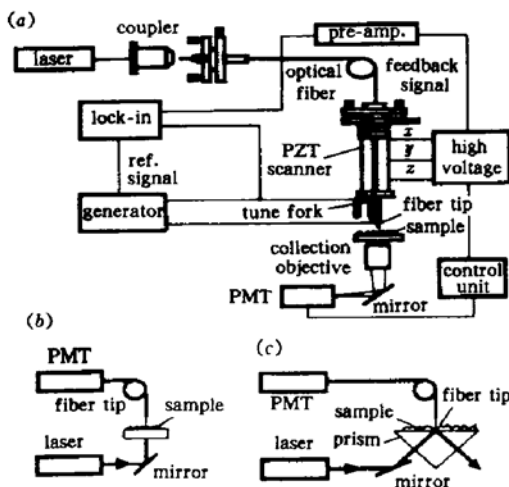 (a)
coupler
pre-amp.
laser
optical
fiber
feedback
signal
lock-in
x
y
z
PZT
scanner
high
voltage
ref.
signal
generator
tune fork
fiber tip
sample
collection
objective
PMT
mirror
control
unit
(b)
(c)
PMT
fiber tip
sample
laser
mirror
PMT
fiber tip
sample
prism
laser
mirror